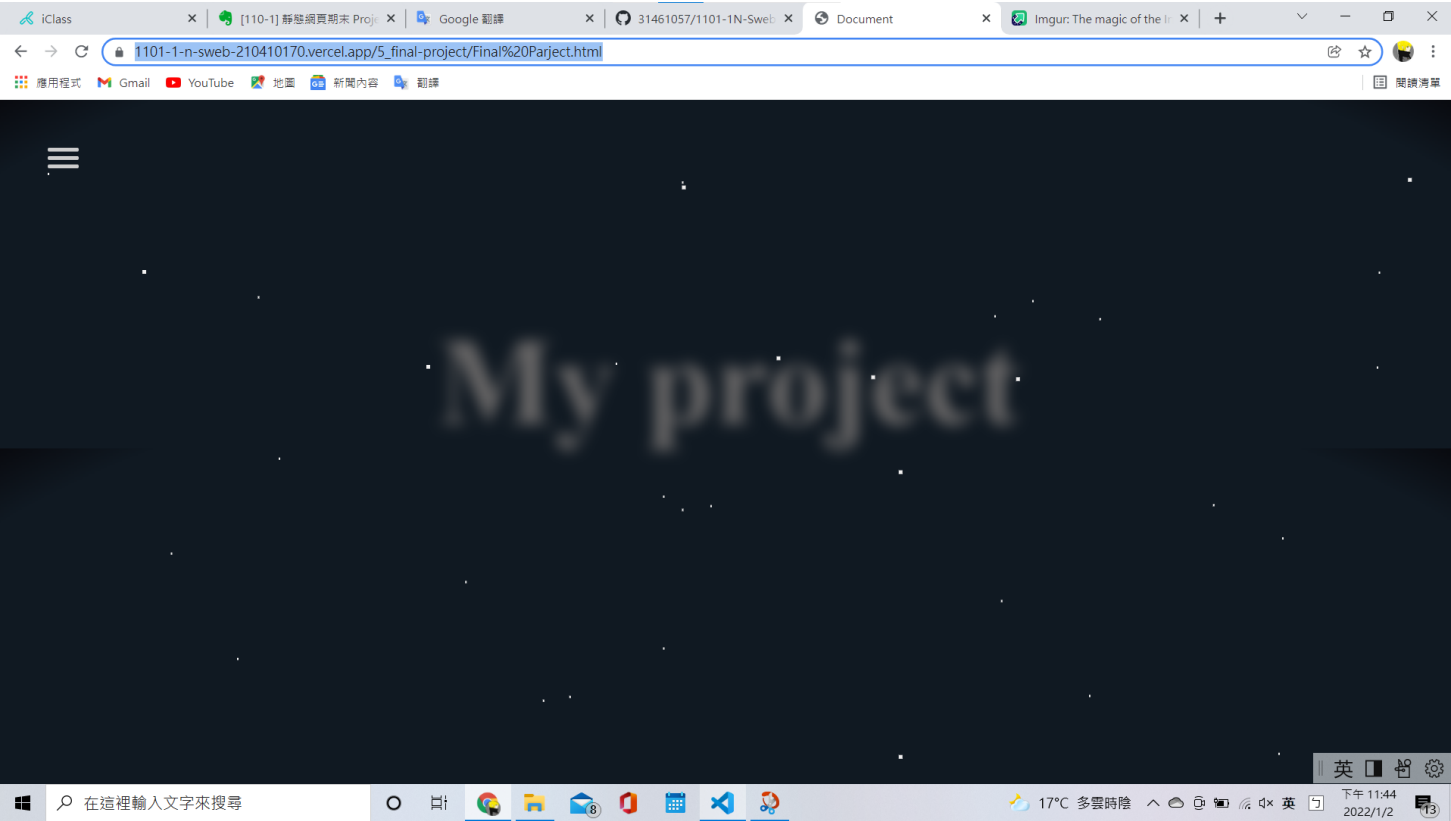 iClass
[110-1] 靜態網頁期末 Proje
Google 翻譯
31461057/1101-1N-Sweb
Document
Imgur: The magic of the In
1101-1-n-sweb-210410170.vercel.app/5_final-project/Final%20Parject.html
應用程式
Gmail
YouTube
地圖
新聞內容
翻譯
閱讀清單
My project
英
在這裡輸入文字來搜尋
8
17°C 多雲時陰
英
ㄅ
下午 11:44
2022/1/2
13